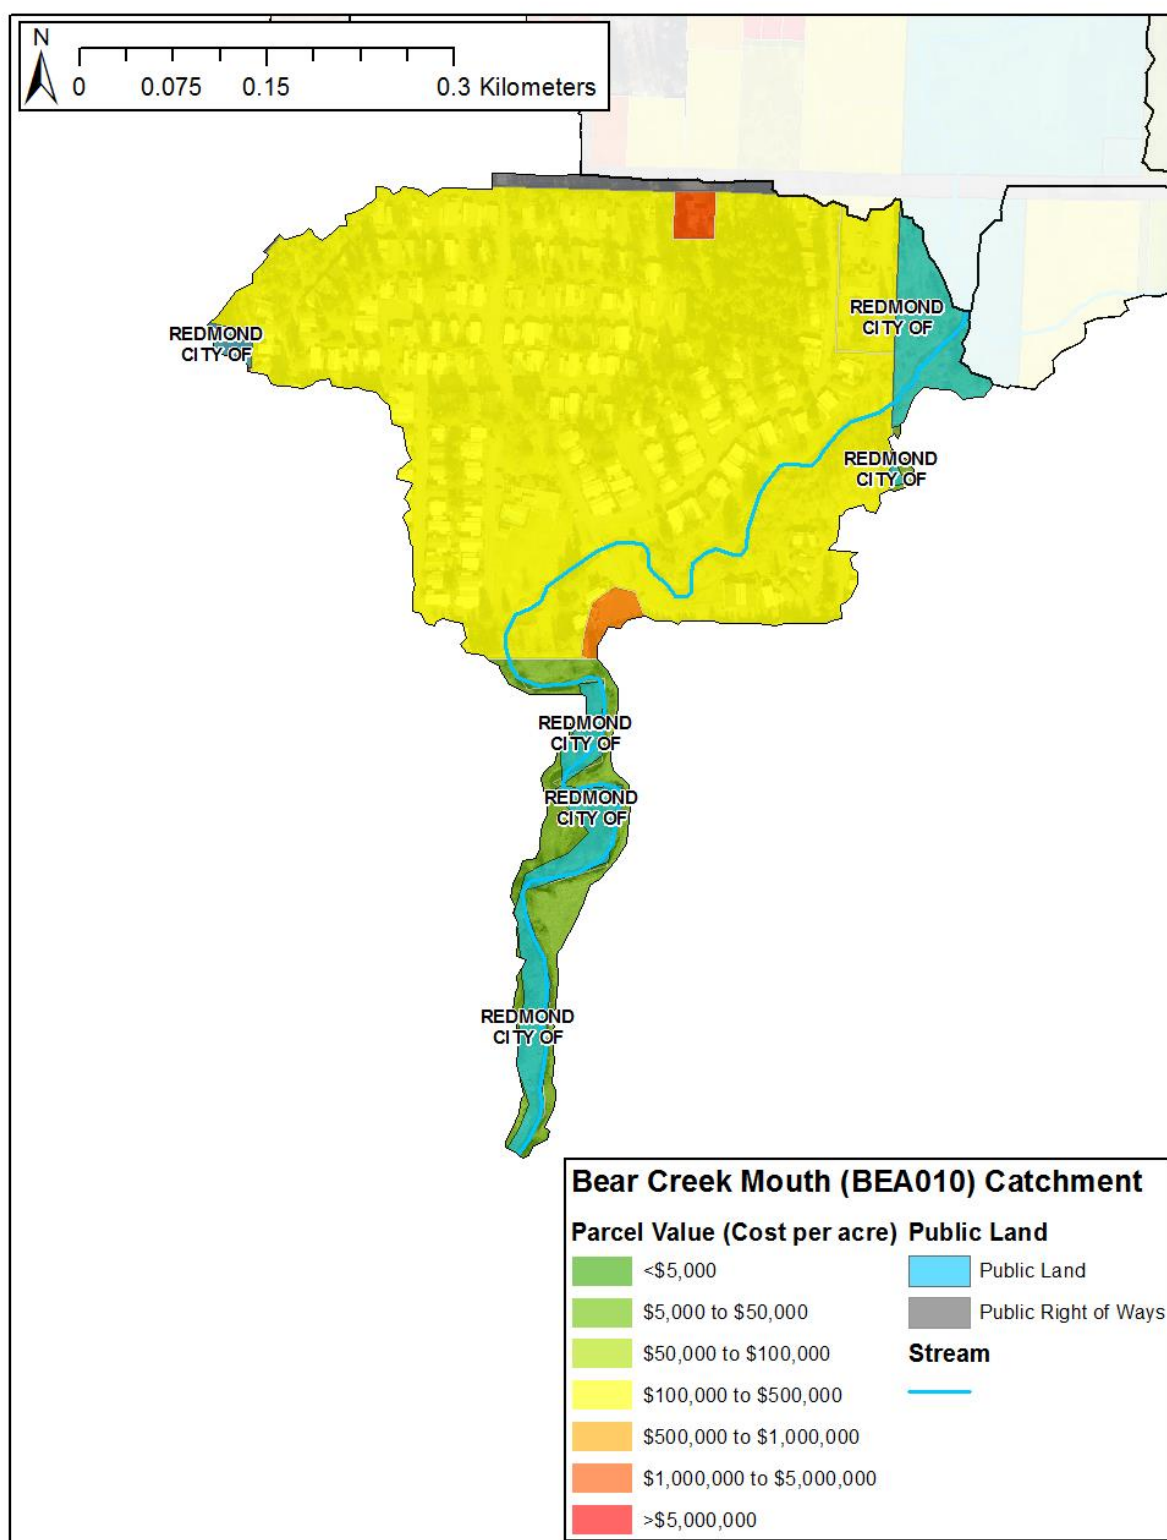 N
0 0.075 0.15 0.3 Kilometers
REDMOND
CITY OF
REDMOND
CITY OF
REDMOND
CITY OF
REDMOND
CITY OF
REDMOND
CITY OF
REDMOND
CITY OF
Bear Creek Mouth (BEA010) Catchment
Parcel Value (Cost per acre)
<$5,000
$5,000 to $50,000
$50,000 to $100,000
$100,000 to $500,000
$500,000 to $1,000,000
$1,000,000 to $5,000,000
>$5,000,000
Public Land
Public Land
Public Right of Ways
Stream